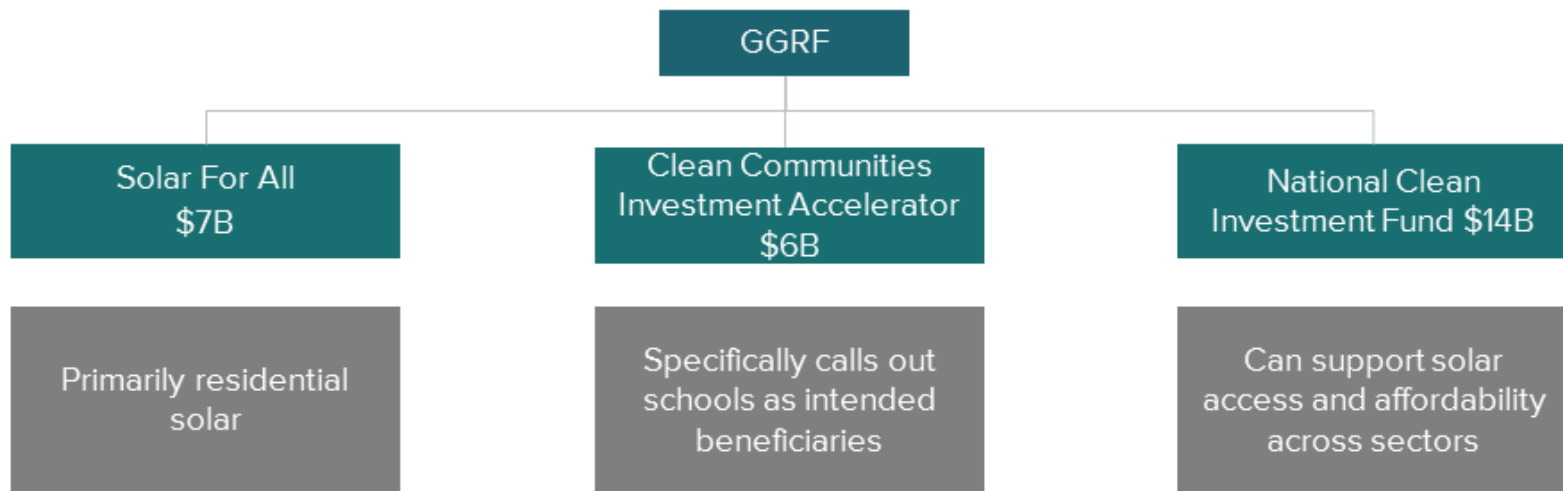 GGRF
Solar For All
$7B
Clean Communities
Investment Accelerator
$6B
National Clean
Investment Fund $14B
Primarily residential
solar
Specifically calls out
schools as intended
beneficiaries
Can support solar
access and affordability
across sectors